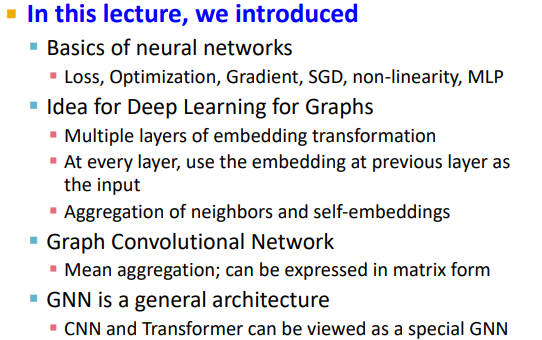 In this lecture, we introduced
Basics of neural networks
Loss, Optimization, Gradient, SGD, non-linearity, MLP
Idea for Deep Learning for Graphs
Multiple layers of embedding transformation
At every layer, use the embedding at previous layer as
the input
Aggregation of neighbors and self-embeddings
Graph Convolutional Network
Mean aggregation; can be expressed in matrix form
GNN is a general architecture
CNN and Transformer can be viewed as a special GNN